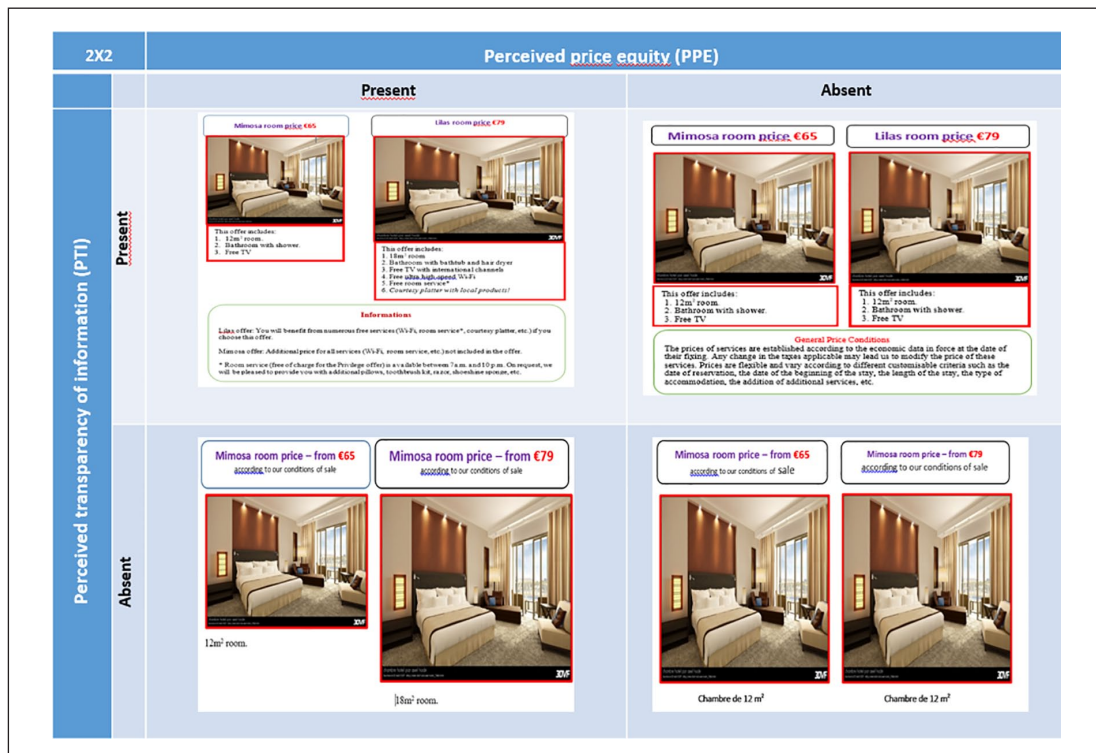 2X2
Perceived price equity (PPE)
Present
Absent
Perceived transparency of information (PTI)
Present
Mimosa room price €65
Lilas room price €79
This offer includes:
1. 12m² room.
2. Bathroom with shower.
3. Free TV
This offer includes:
1. 18m² room
2. Bathroom with bathtub and hair dryer
3. Free TV with international channels
4. Free ultra high-speed Wi-Fi
5. Free room service*
6. Courtesy platter with local products!
Informations
Lilas offer: You will benefit from numerous free services (Wi-Fi, room service*, courtesy platter, etc.) if you
choose this offer.
Mimosa offer: Additional price for all services (Wi-Fi, room service, etc.) not included in the offer.
* Room service (free of charge for the Privilege offer) is available between 7 a.m. and 10 p.m. On request, we
will be pleased to provide you with additional pillows, toothbrush kit, razor, shoeshine sponge, etc.
Mimosa room price €65
Lilas room price €79
This offer includes:
1. 12m² room.
2. Bathroom with shower.
3. Free TV
This offer includes:
1. 12m² room.
2. Bathroom with shower.
3. Free TV
General Price Conditions
The prices of services are established according to the economic data in force at the date of
their fixing. Any change in the taxes applicable may lead us to modify the price of these
services. Prices are flexible and vary according to different customisable criteria such as the
date of reservation, the date of the beginning of the stay, the length of the stay, the type of
accommodation, the addition of additional services, etc.
Absent
Mimosa room price – from €65
according to our conditions of sale
Mimosa room price – from €79
according to our conditions of sale
12m² room.
18m² room.
Mimosa room price – from €65
according to our conditions of sale
Mimosa room price – from €79
according to our conditions of sale
Chambre de 12 m²
Chambre de 12 m²